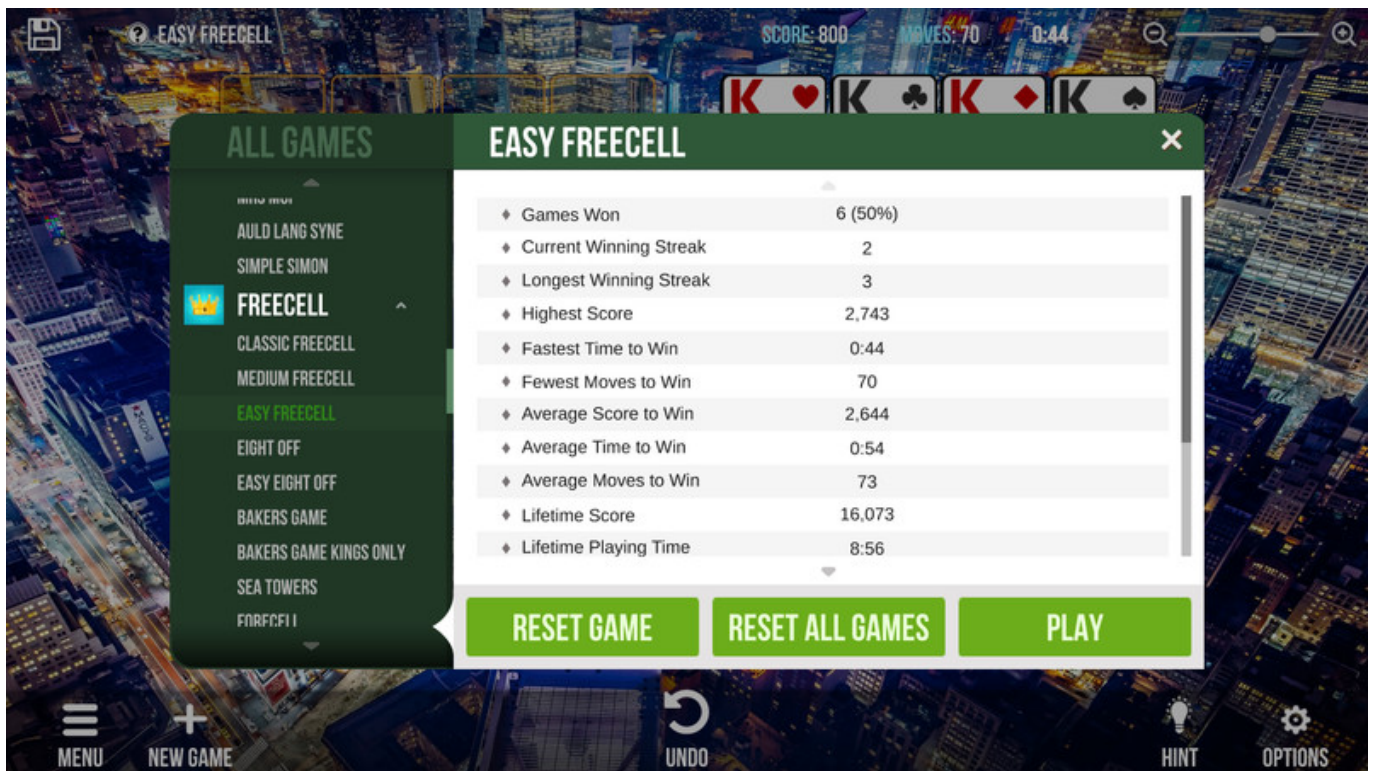 EASY FREECELL
SCORE: 800
MOVES: 70
0:44
K K K K
ALL GAMES
AULD LANG SYNE
SIMPLE SIMON
FREECELL
CLASSIC FREECELL
MEDIUM FREECELL
EASY FREECELL
EIGHT OFF
EASY EIGHT OFF
BAKERS GAME
BAKERS GAME KINGS ONLY
SEA TOWERS
FORECELL
EASY FREECELL
Games Won 6 (50%)
Current Winning Streak 2
Longest Winning Streak 3
Highest Score 2,743
Fastest Time to Win 0:44
Fewest Moves to Win 70
Average Score to Win 2,644
Average Time to Win 0:54
Average Moves to Win 73
Lifetime Score 16,073
Lifetime Playing Time 8:56
RESET GAME
RESET ALL GAMES
PLAY
MENU
NEW GAME
UNDO
HINT
OPTIONS